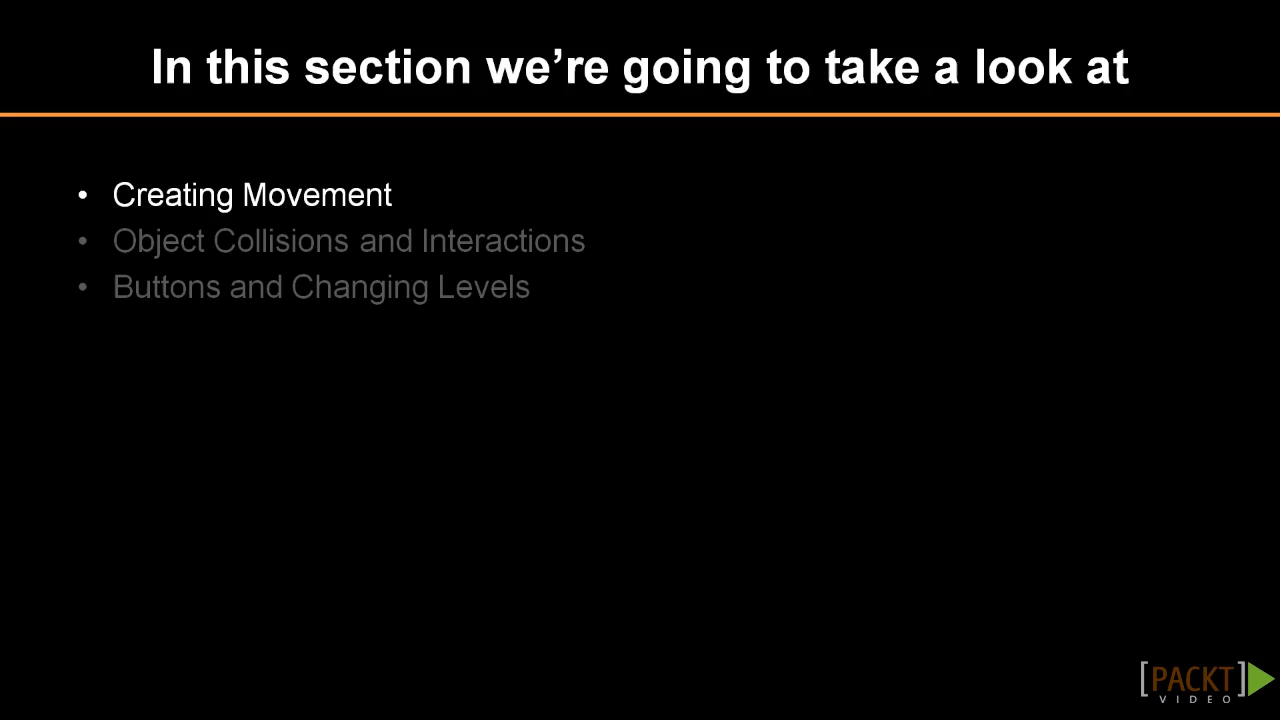 In this section we’re going to take a look at
• Creating Movement
• Object Collisions and Interactions
• Buttons and Changing Levels
[PACKT]
VIDEO